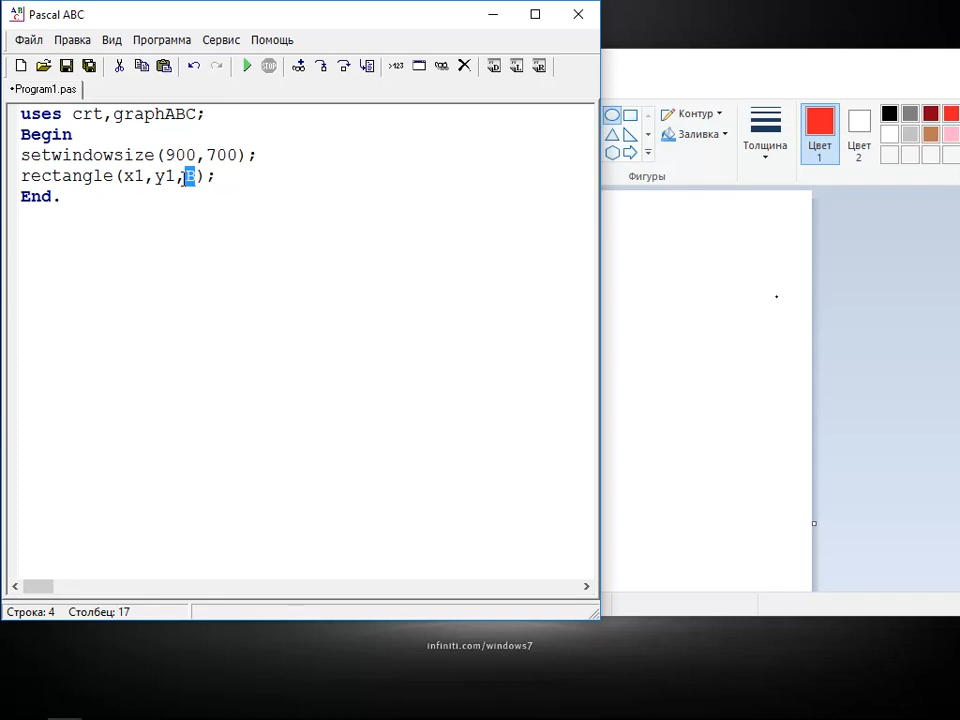 Pascal ABC
Файл Правка Вид Программа Сервис Помощь
•Program1.pas
uses crt,graphABC;
Begin
setwindowsize(900,700);
rectangle(x1,y1,B);
End.
Строка: 4 Столбец: 17
Контур
Заливка
Фигуры
Толщина
Цвет 1
Цвет 2
infiniti.com/windows7